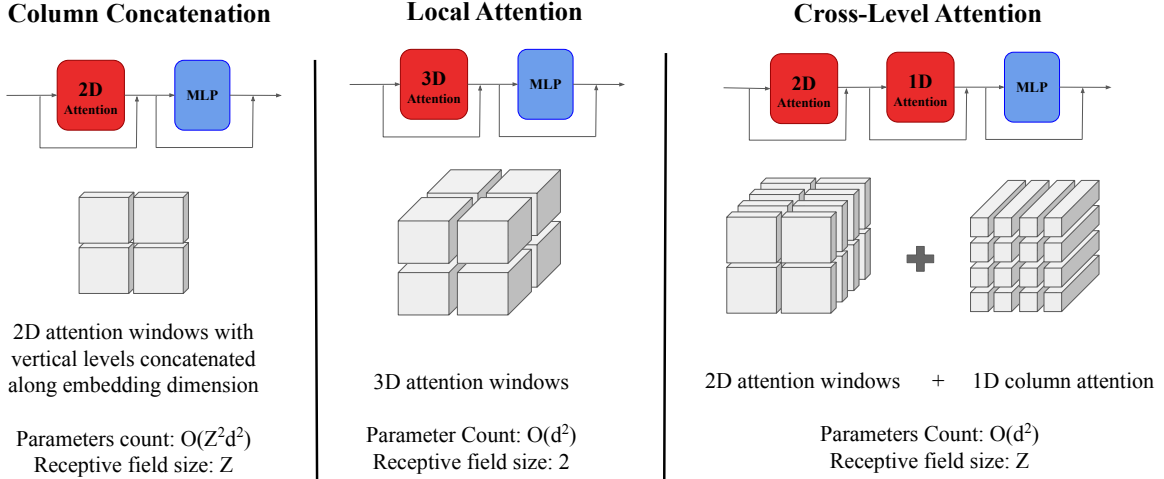 Column Concatenation
2D
Attention
MLP
2D attention windows with
vertical levels concatenated
along embedding dimension
Parameters count: O(Z²d²)
Receptive field size: Z
Local Attention
3D
Attention
MLP
3D attention windows
Parameter Count: O(d²)
Receptive field size: 2
Cross-Level Attention
2D
Attention
1D
Attention
MLP
2D attention windows + 1D column attention
Parameters Count: O(d²)
Receptive field size: Z